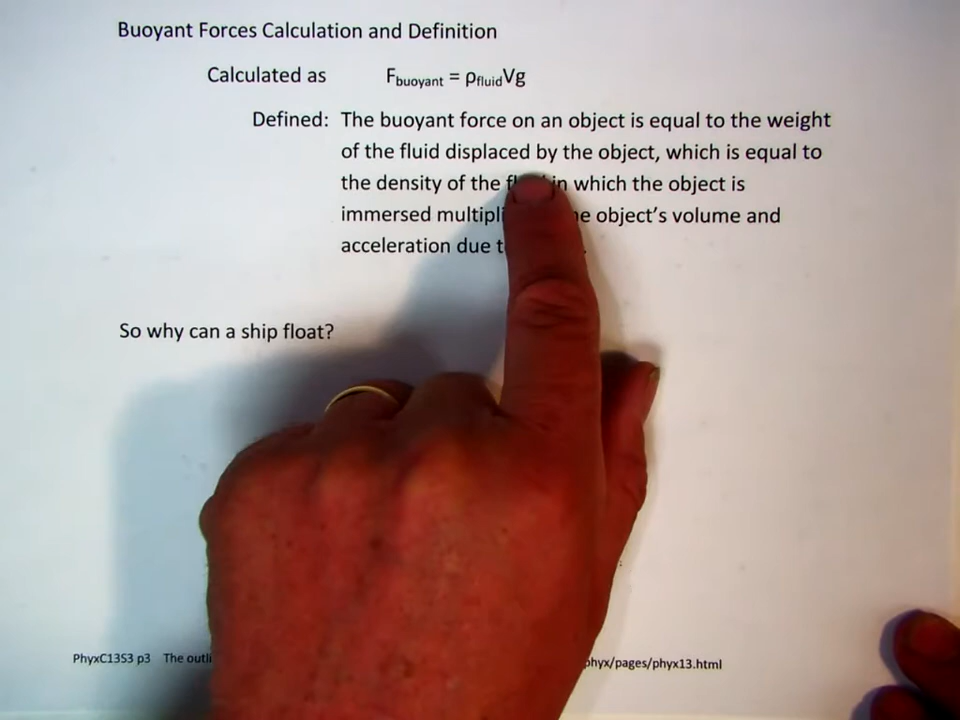 Buoyant Forces Calculation and Definition
Calculated as F_buoyant = ρ_fluidVg
Defined: The buoyant force on an object is equal to the weight
of the fluid displaced by the object, which is equal to
the density of the in which the object is
immersed object's volume and
acceleration due
So why can a ship float?
PhyxC13S3 p3 The phyx/pages/phyx13.html